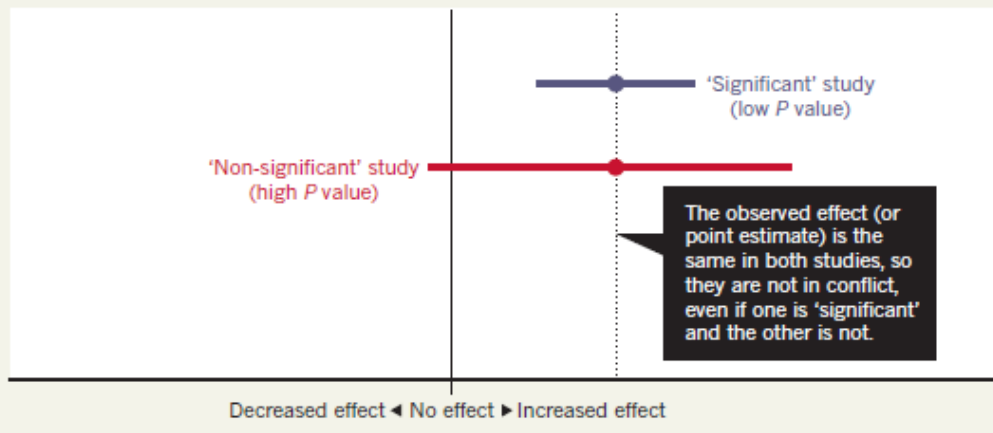 ‘Significant’ study
(low P value)
‘Non-significant’ study
(high P value)
The observed effect (or
point estimate) is the
same in both studies, so
they are not in conflict,
even if one is ‘significant’
and the other is not.
Decreased effect ◀ No effect ▶ Increased effect